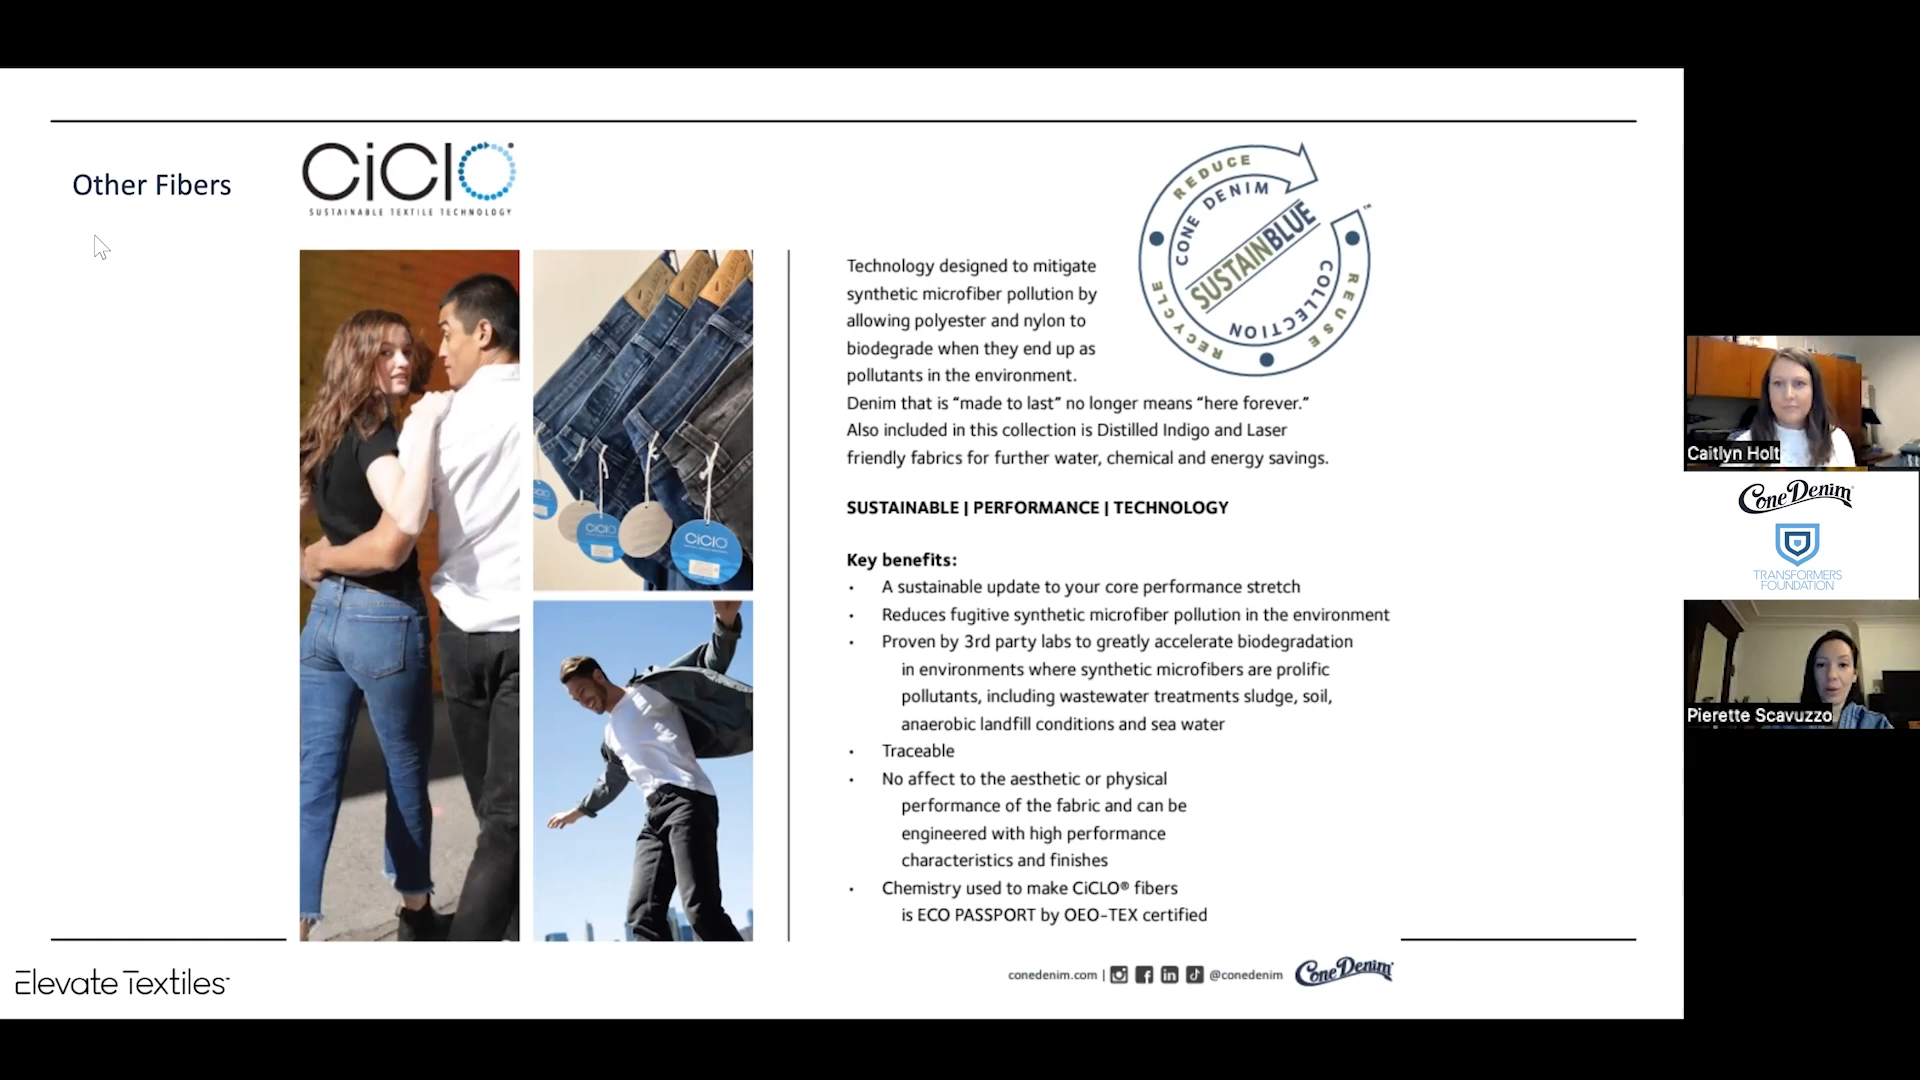 Other Fibers
CiClO
SUSTAINABLE TEXTILE TECHNOLOGY
REDUCE
REUSE
RECYCLE
CONE DENIM
COLLECTION
SUSTAINBLUE™
Technology designed to mitigate
synthetic microfiber pollution by
allowing polyester and nylon to
biodegrade when they end up as
pollutants in the environment.
Denim that is “made to last” no longer means “here forever.”
Also included in this collection is Distilled Indigo and Laser
friendly fabrics for further water, chemical and energy savings.
SUSTAINABLE | PERFORMANCE | TECHNOLOGY
Key benefits:
• A sustainable update to your core performance stretch
• Reduces fugitive synthetic microfiber pollution in the environment
• Proven by 3rd party labs to greatly accelerate biodegradation
in environments where synthetic microfibers are prolific
pollutants, including wastewater treatments sludge, soil,
anaerobic landfill conditions and sea water
• Traceable
• No affect to the aesthetic or physical
performance of the fabric and can be
engineered with high performance
characteristics and finishes
• Chemistry used to make CiCLO® fibers
is ECO PASSPORT by OEO-TEX certified
CiClO
CiClO
CiClO
Elevate Textiles™
conedenim.com |
@conedenim
Cone Denim
Caitlyn Holt
Cone Denim
TRANSFORMERS
FOUNDATION
Pierette Scavuzzo